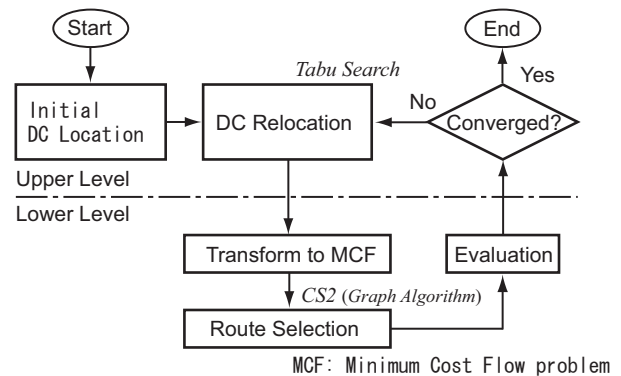 Start
End
Tabu Search
Yes
No
Initial
DC Location
DC Relocation
Converged?
Upper Level
Lower Level
Transform to MCF
Evaluation
CS2 (Graph Algorithm)
Route Selection
MCF: Minimum Cost Flow problem